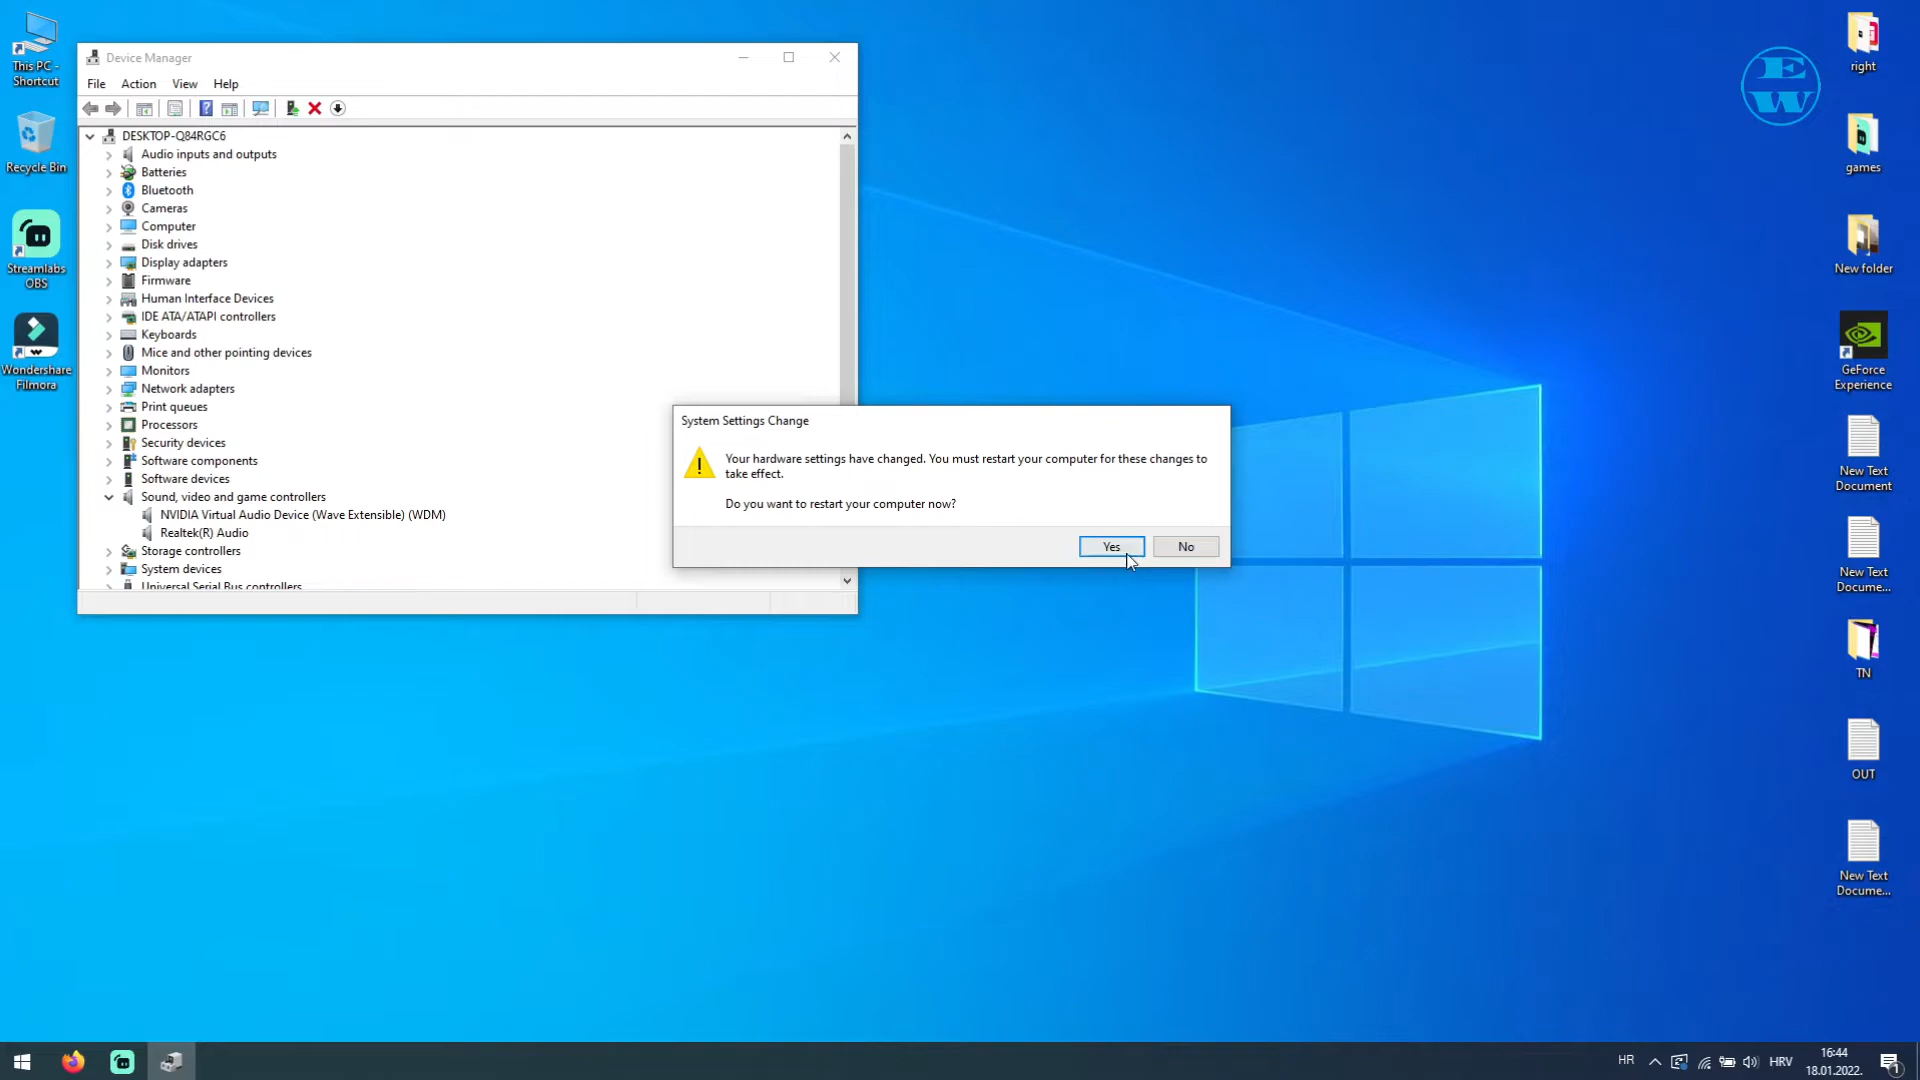 This PC -
Shortcut
Recycle Bin
Streamlabs
OBS
Wondershare
Filmora
Device Manager
File Action View Help
DESKTOP-Q84RGC6
Audio inputs and outputs
Batteries
Bluetooth
Cameras
Computer
Disk drives
Display adapters
Firmware
Human Interface Devices
IDE ATA/ATAPI controllers
Keyboards
Mice and other pointing devices
Monitors
Network adapters
Print queues
Processors
Security devices
Software components
Software devices
Sound, video and game controllers
NVIDIA Virtual Audio Device (Wave Extensible) (WDM)
Realtek(R) Audio
Storage controllers
System devices
Universal Serial Bus controllers
System Settings Change
Your hardware settings have changed. You must restart your computer for these changes to
take effect.
Do you want to restart your computer now?
Yes No
EW
right
games
New folder
GeForce
Experience
New Text
Document
New Text
Docume...
TN
OUT
New Text
Docume...
HR HRV
16:44
18.01.2022.
1